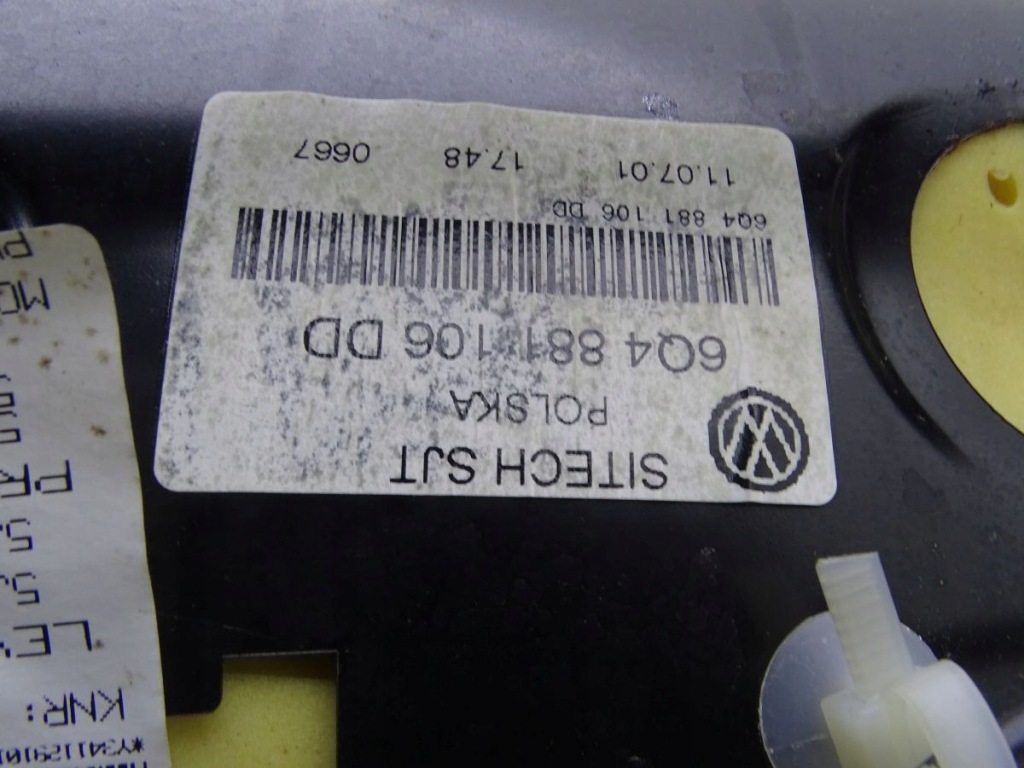 SITECH SJT
POLSKA
6Q4 881 106 DD
6Q4 881 106 DD
11.07.01 17.48 0667
KNR: